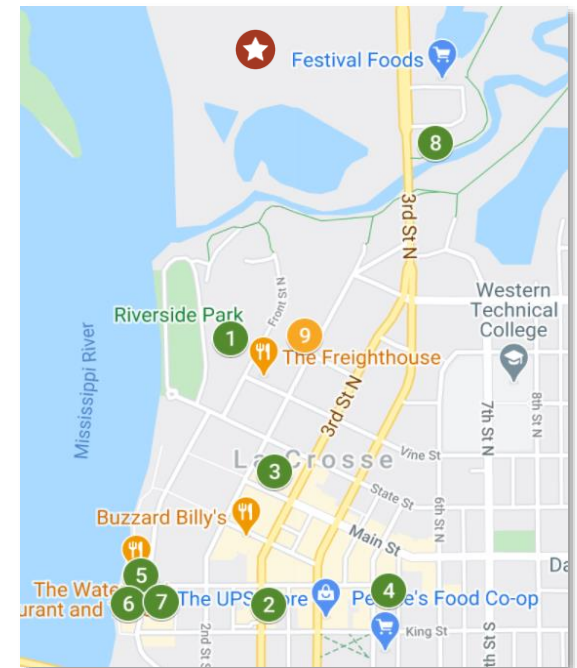 Festival Foods
8
3rd St N
Western
Technical
College
Riverside Park
1
Front St N
9
The Freighthouse
Mississippi River
3rd St N
7th St N
8th St N
Vine St
La Crosse
3
State St
6th St N
Buzzard Billy's
Main St
Da
5
The Wate
urant and
6
7
The UPS ore
2
4
Pe le's Food Co-op
King St
2nd St S
S t S